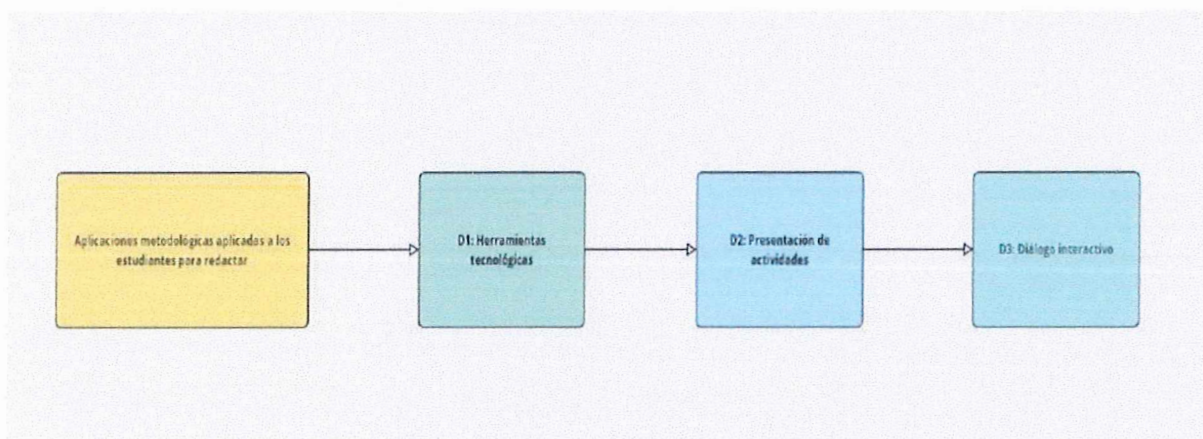 Aplicaciones metodológicas aplicadas a los
estudiantes para redactar
D1: Herramientas
tecnológicas
D2: Presentación de
actividades
D3: Diálogo interactivo